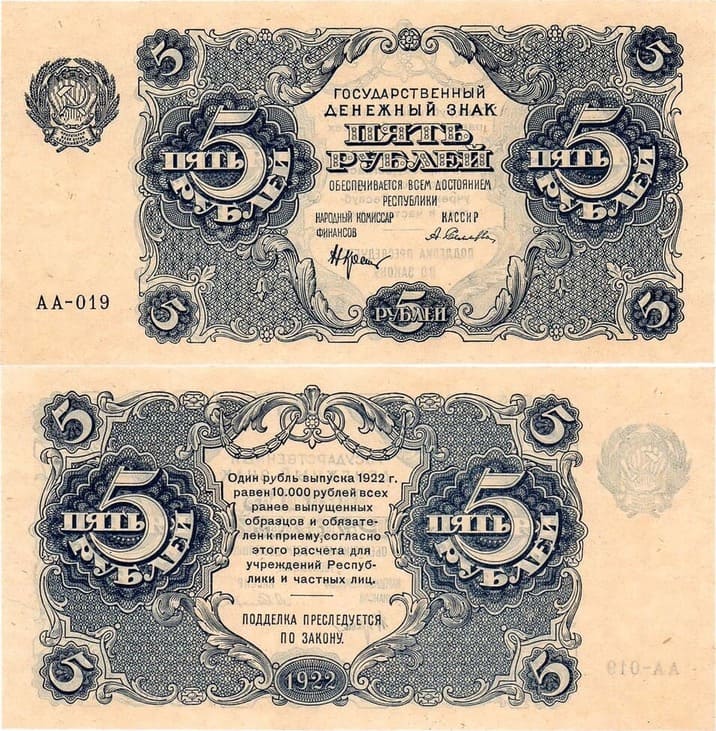 5 5
ГОСУДАРСТВЕННЫЙ
ДЕНЕЖНЫЙ ЗНАК
ПЯТЬ
РУБЛЕЙ
5 ПЯТЬ РУБЛЕЙ
5 ПЯТЬ РУБЛЕЙ
ОБЕСПЕЧИВАЕТСЯ ВСЕМ ДОСТОЯНИЕМ
РЕСПУБЛИКИ
НАРОДНЫЙ КОМИССАР КАССИР
ФИНАНСОВ
АА-019
5 5 РУБЛЕЙ 5
5 5
Один рубль выпуска 1922 г.
равен 10.000 рублей всех
ранее выпущенных
образцов и обязате-
лен к приему, согласно
этого расчета для
учреждений Респуб-
лики и частных лиц.
5 ПЯТЬ РУБЛЕЙ
5 ПЯТЬ РУБЛЕЙ
ПОДДЕЛКА ПРЕСЛЕДУЕТСЯ
ПО ЗАКОНУ.
5 1922 5